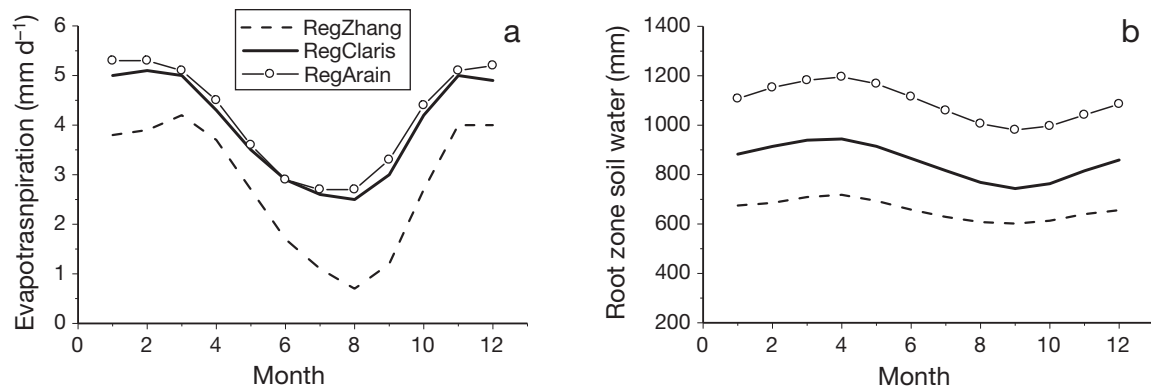 a
RegZhang
RegClaris
RegArain
Evapotrasnpiration (mm d⁻¹)
6
5
4
3
2
1
0
0 2 4 6 8 10 12
Month
b
Root zone soil water (mm)
1400
1200
1000
800
600
400
200
0 2 4 6 8 10 12
Month